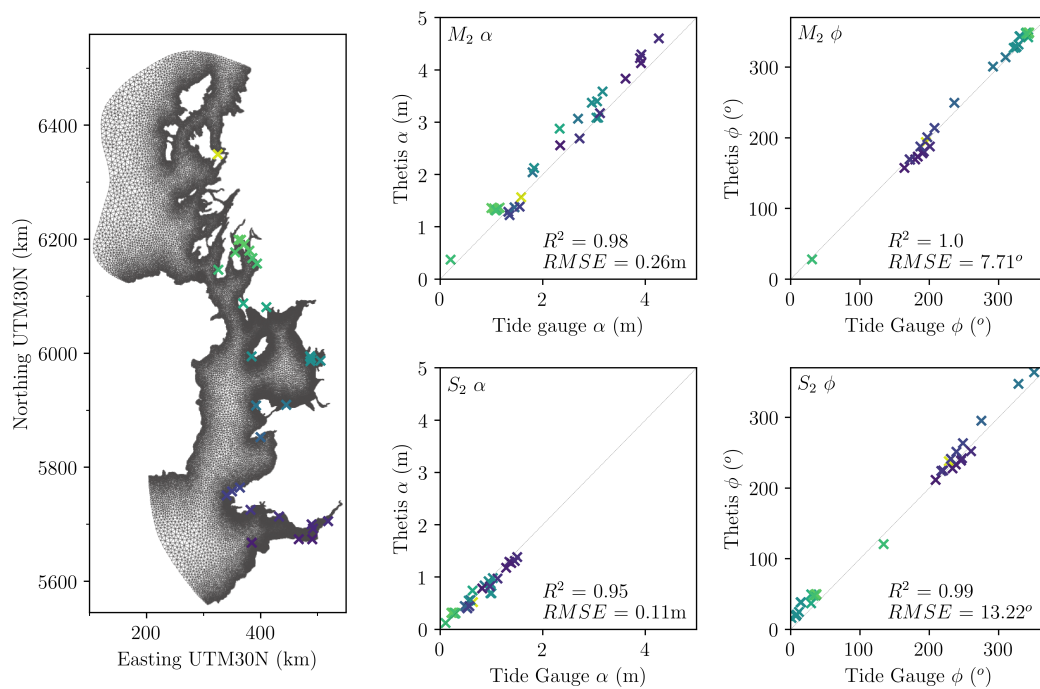 Northing UTM30N (km)
6400
6200
6000
5800
5600
200 400
Easting UTM30N (km)
M₂ α
Thetis α (m)
5
4
3
2
1
0
R² = 0.98
RMSE = 0.26m
0 2 4
Tide gauge α (m)
M₂ ϕ
Thetis ϕ (ᵒ)
300
200
100
0
R² = 1.0
RMSE = 7.71ᵒ
0 100 200 300
Tide Gauge ϕ (ᵒ)
S₂ α
Thetis α (m)
5
4
3
2
1
0
R² = 0.95
RMSE = 0.11m
0 2 4
Tide Gauge α (m)
S₂ ϕ
Thetis ϕ (ᵒ)
300
200
100
0
R² = 0.99
RMSE = 13.22ᵒ
0 100 200 300
Tide Gauge ϕ (ᵒ)